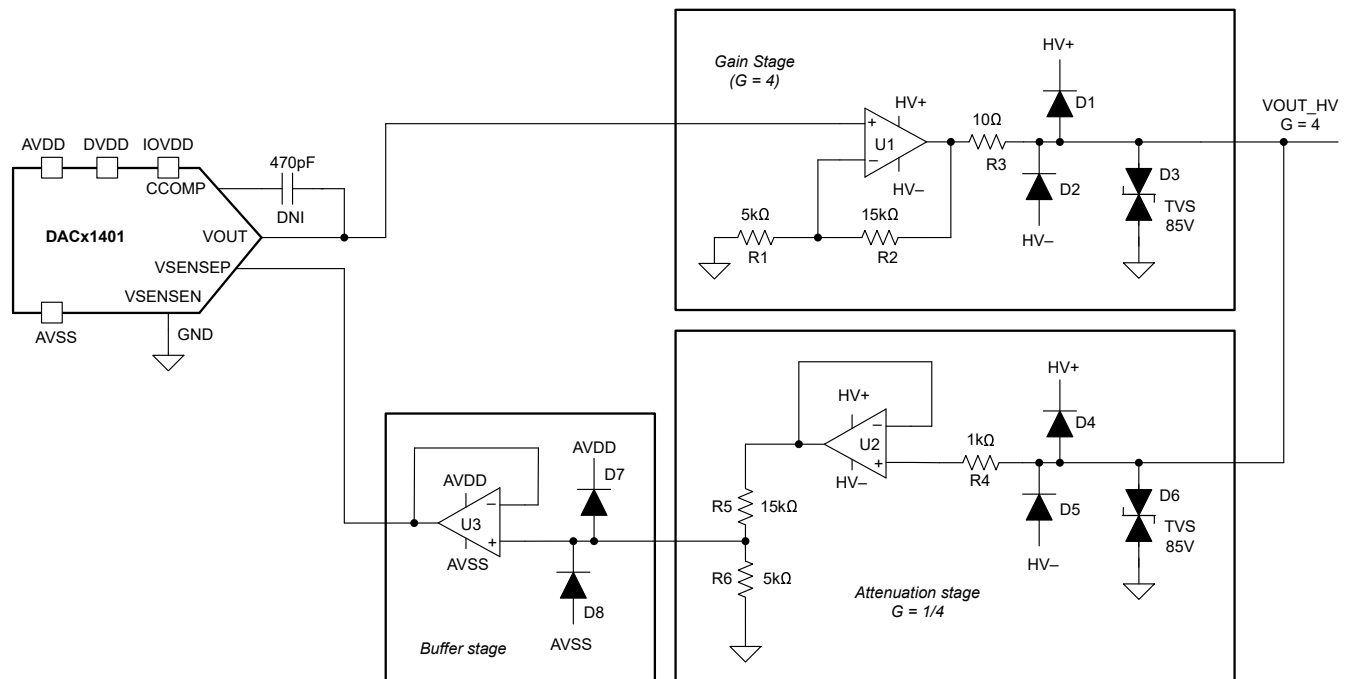 AVDD
DVDD
IOVDD
CCOMP
470pF
DNI
DACx1401
VOUT
VSENSEP
VSENSEN
AVSS
GND
Gain Stage
(G = 4)
HV+
+
U1
–
HV–
10Ω
R3
5kΩ
R1
15kΩ
R2
HV+
D1
D2
HV–
D3
TVS
85V
VOUT_HV
G = 4
HV+
–
U2
+
HV–
1kΩ
R4
HV+
D4
D5
HV–
D6
TVS
85V
R5
15kΩ
R6
5kΩ
Attenuation stage
G = 1/4
AVDD
–
U3
+
AVSS
AVDD
D7
D8
AVSS
Buffer stage